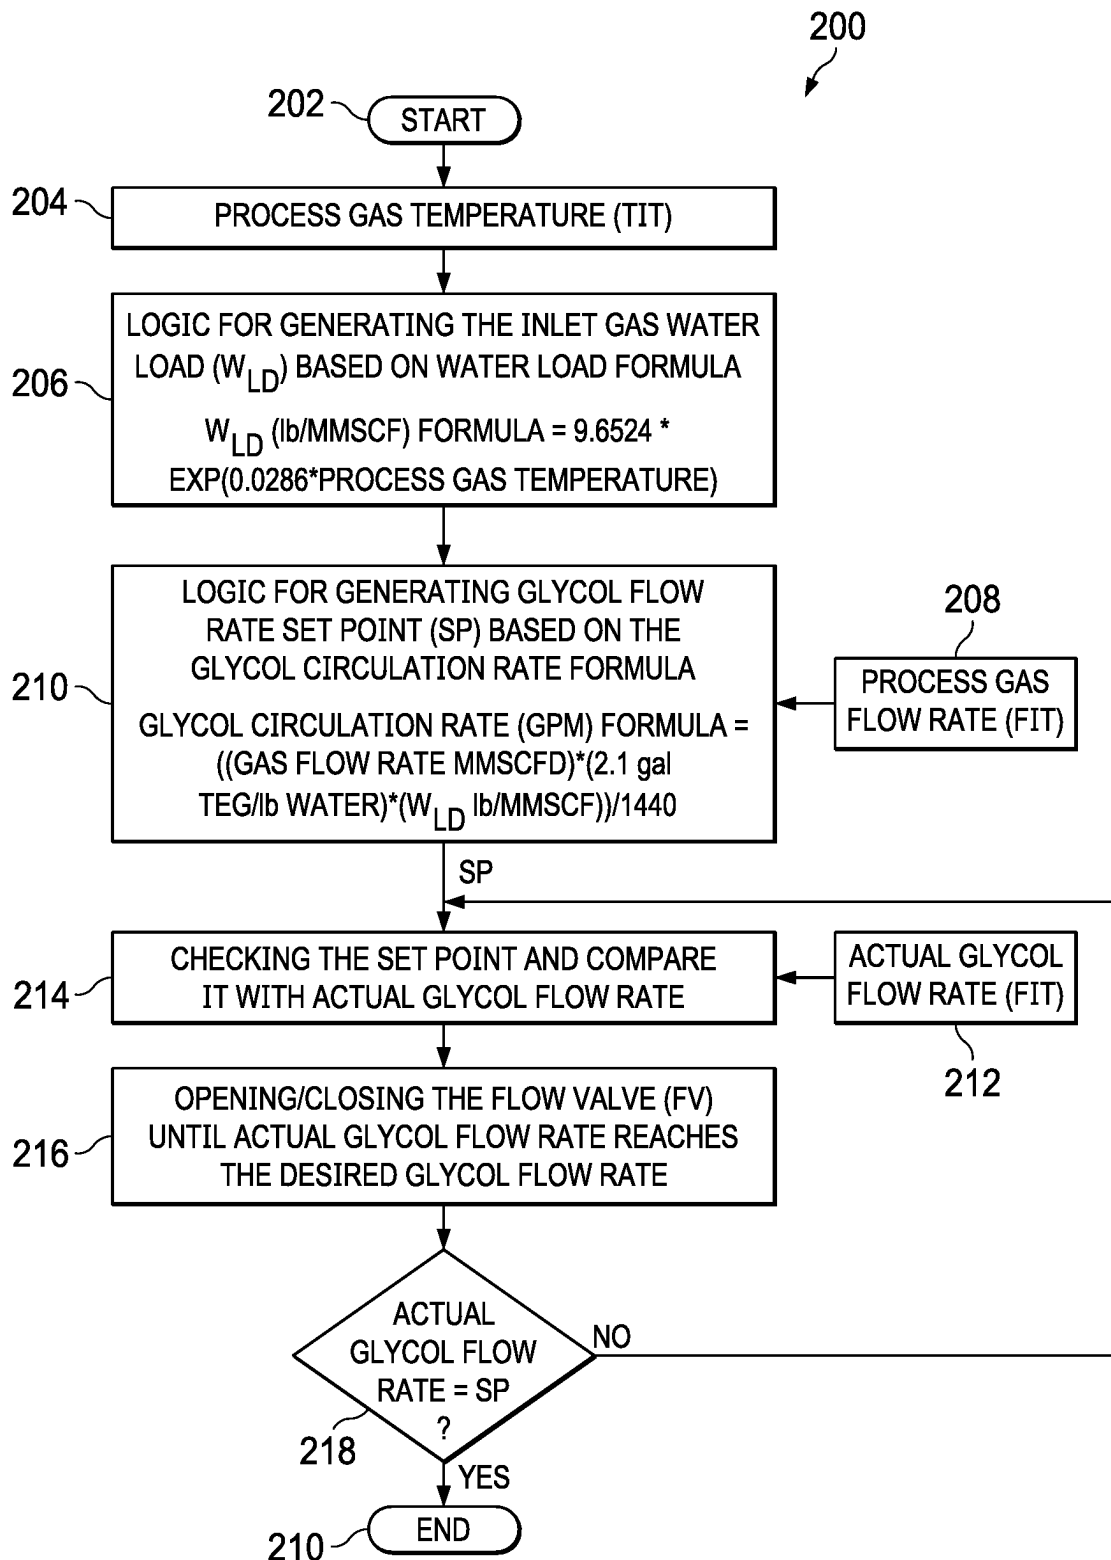 200
202
START
204
PROCESS GAS TEMPERATURE (TIT)
206
LOGIC FOR GENERATING THE INLET GAS WATER
LOAD (WLD) BASED ON WATER LOAD FORMULA
WLD (lb/MMSCF) FORMULA = 9.6524 *
EXP(0.0286*PROCESS GAS TEMPERATURE)
210
LOGIC FOR GENERATING GLYCOL FLOW
RATE SET POINT (SP) BASED ON THE
GLYCOL CIRCULATION RATE FORMULA
GLYCOL CIRCULATION RATE (GPM) FORMULA =
((GAS FLOW RATE MMSCFD)*(2.1 gal
TEG/lb WATER)*(WLD lb/MMSCF))/1440
208
PROCESS GAS
FLOW RATE (FIT)
SP
214
CHECKING THE SET POINT AND COMPARE
IT WITH ACTUAL GLYCOL FLOW RATE
ACTUAL GLYCOL
FLOW RATE (FIT)
212
216
OPENING/CLOSING THE FLOW VALVE (FV)
UNTIL ACTUAL GLYCOL FLOW RATE REACHES
THE DESIRED GLYCOL FLOW RATE
ACTUAL
GLYCOL FLOW
RATE = SP
?
NO
218
YES
210
END